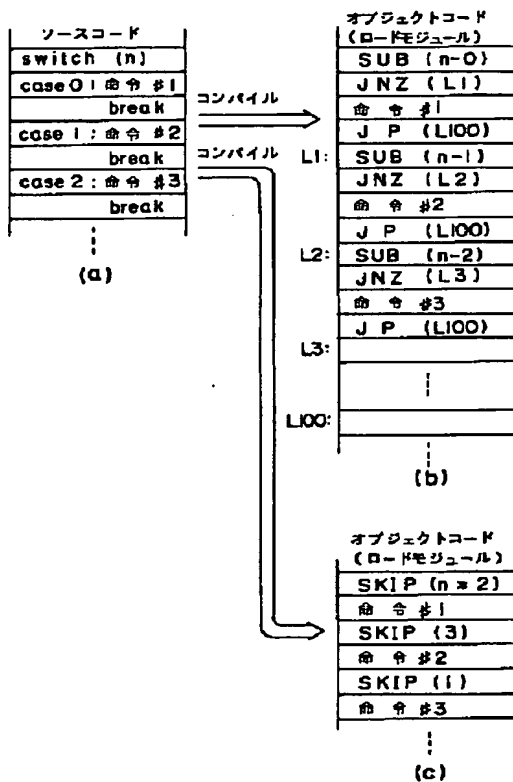 ソースコード
switch (n)
case 0 : 命令 #1
break
case 1 : 命令 #2
break
case 2 : 命令 #3
break
(a)
コンパイル
コンパイル
オブジェクトコード
(ロードモジュール)
SUB (n-0)
JNZ (L1)
命令 #1
JP (L100)
L1: SUB (n-1)
JNZ (L2)
命令 #2
JP (L100)
L2: SUB (n-2)
JNZ (L3)
命令 #3
JP (L100)
L3:
L100:
(b)
オブジェクトコード
(ロードモジュール)
SKIP (n*2)
命令 #1
SKIP (3)
命令 #2
SKIP (1)
命令 #3
(c)